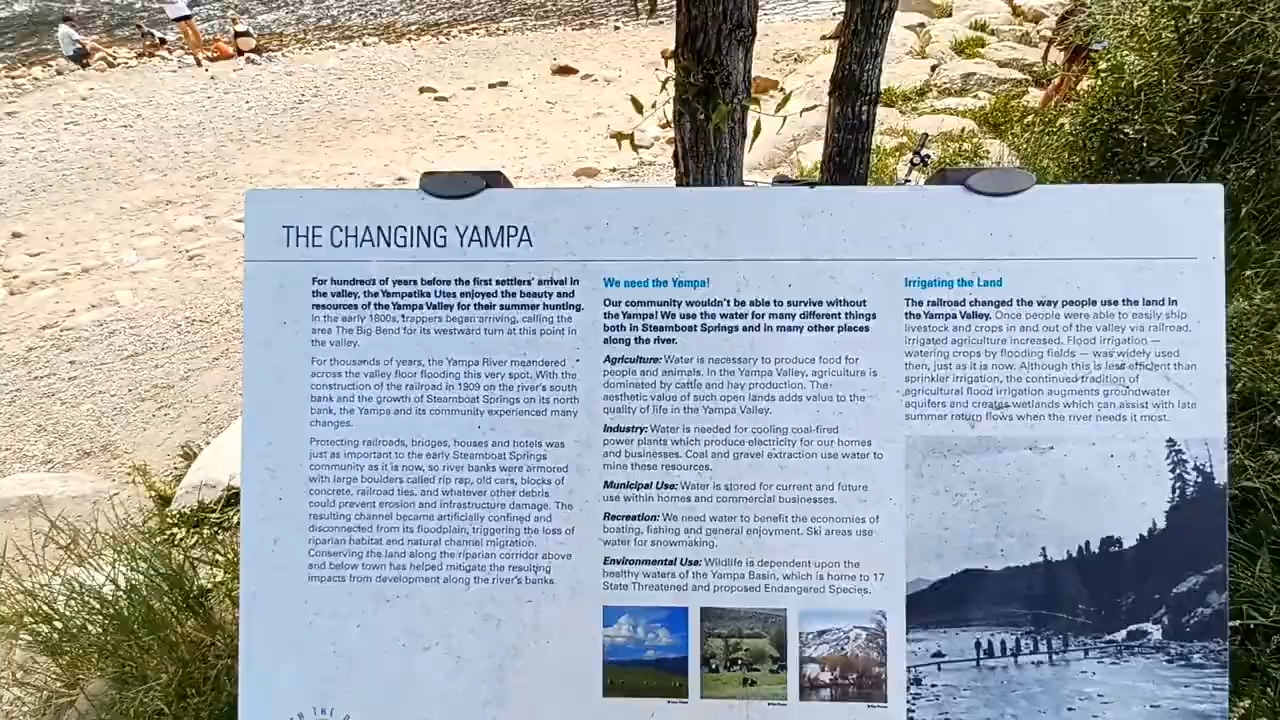 THE CHANGING YAMPA
For hundreds of years before the first settlers' arrival in
the valley, the Yampatika Utes enjoyed the beauty and
resources of the Yampa Valley for their summer hunting.
In the early 1800s, trappers began arriving, calling the
area The Big Bend for its westward turn at this point in
the valley.
For thousands of years, the Yampa River meandered
across the valley floor flooding this very spot. With the
construction of the railroad in 1909 on the river's south
bank and the growth of Steamboat Springs on its north
bank, the Yampa and its community experienced many
changes.
Protecting railroads, bridges, houses and hotels was
just as important to the early Steamboat Springs
community as it is now, so river banks were armored
with large boulders called rip rap, old cars, blocks of
concrete, railroad ties, and whatever other debris
could prevent erosion and infrastructure damage. The
resulting channel became artificially confined and
disconnected from its floodplain, triggering the loss of
riparian habitat and natural channel migration.
Conserving the land along the riparian corridor above
and below town has helped mitigate the resulting
impacts from development along the river's banks.
We need the Yampa!
Our community wouldn't be able to survive without
the Yampa! We use the water for many different things
both in Steamboat Springs and in many other places
along the river.
Agriculture: Water is necessary to produce food for
people and animals. In the Yampa Valley, agriculture is
dominated by cattle and hay production. The
aesthetic value of such open lands adds value to the
quality of life in the Yampa Valley.
Industry: Water is needed for cooling coal-fired
power plants which produce electricity for our homes
and businesses. Coal and gravel extraction use water to
mine these resources.
Municipal Use: Water is stored for current and future
use within homes and commercial businesses.
Recreation: We need water to benefit the economies of
boating, fishing and general enjoyment. Ski areas use
water for snowmaking.
Environmental Use: Wildlife is dependent upon the
healthy waters of the Yampa Basin, which is home to 17
State Threatened and proposed Endangered Species.
Irrigating the Land
The railroad changed the way people use the land in
the Yampa Valley. Once people were able to easily ship
livestock and crops in and out of the valley via railroad,
irrigated agriculture increased. Flood irrigation —
watering crops by flooding fields — was widely used
then, just as it is now. Although this is less efficient than
sprinkler irrigation, the continued tradition of
agricultural flood irrigation augments groundwater
aquifers and creates wetlands which can assist with late
summer return flows when the river needs it most.